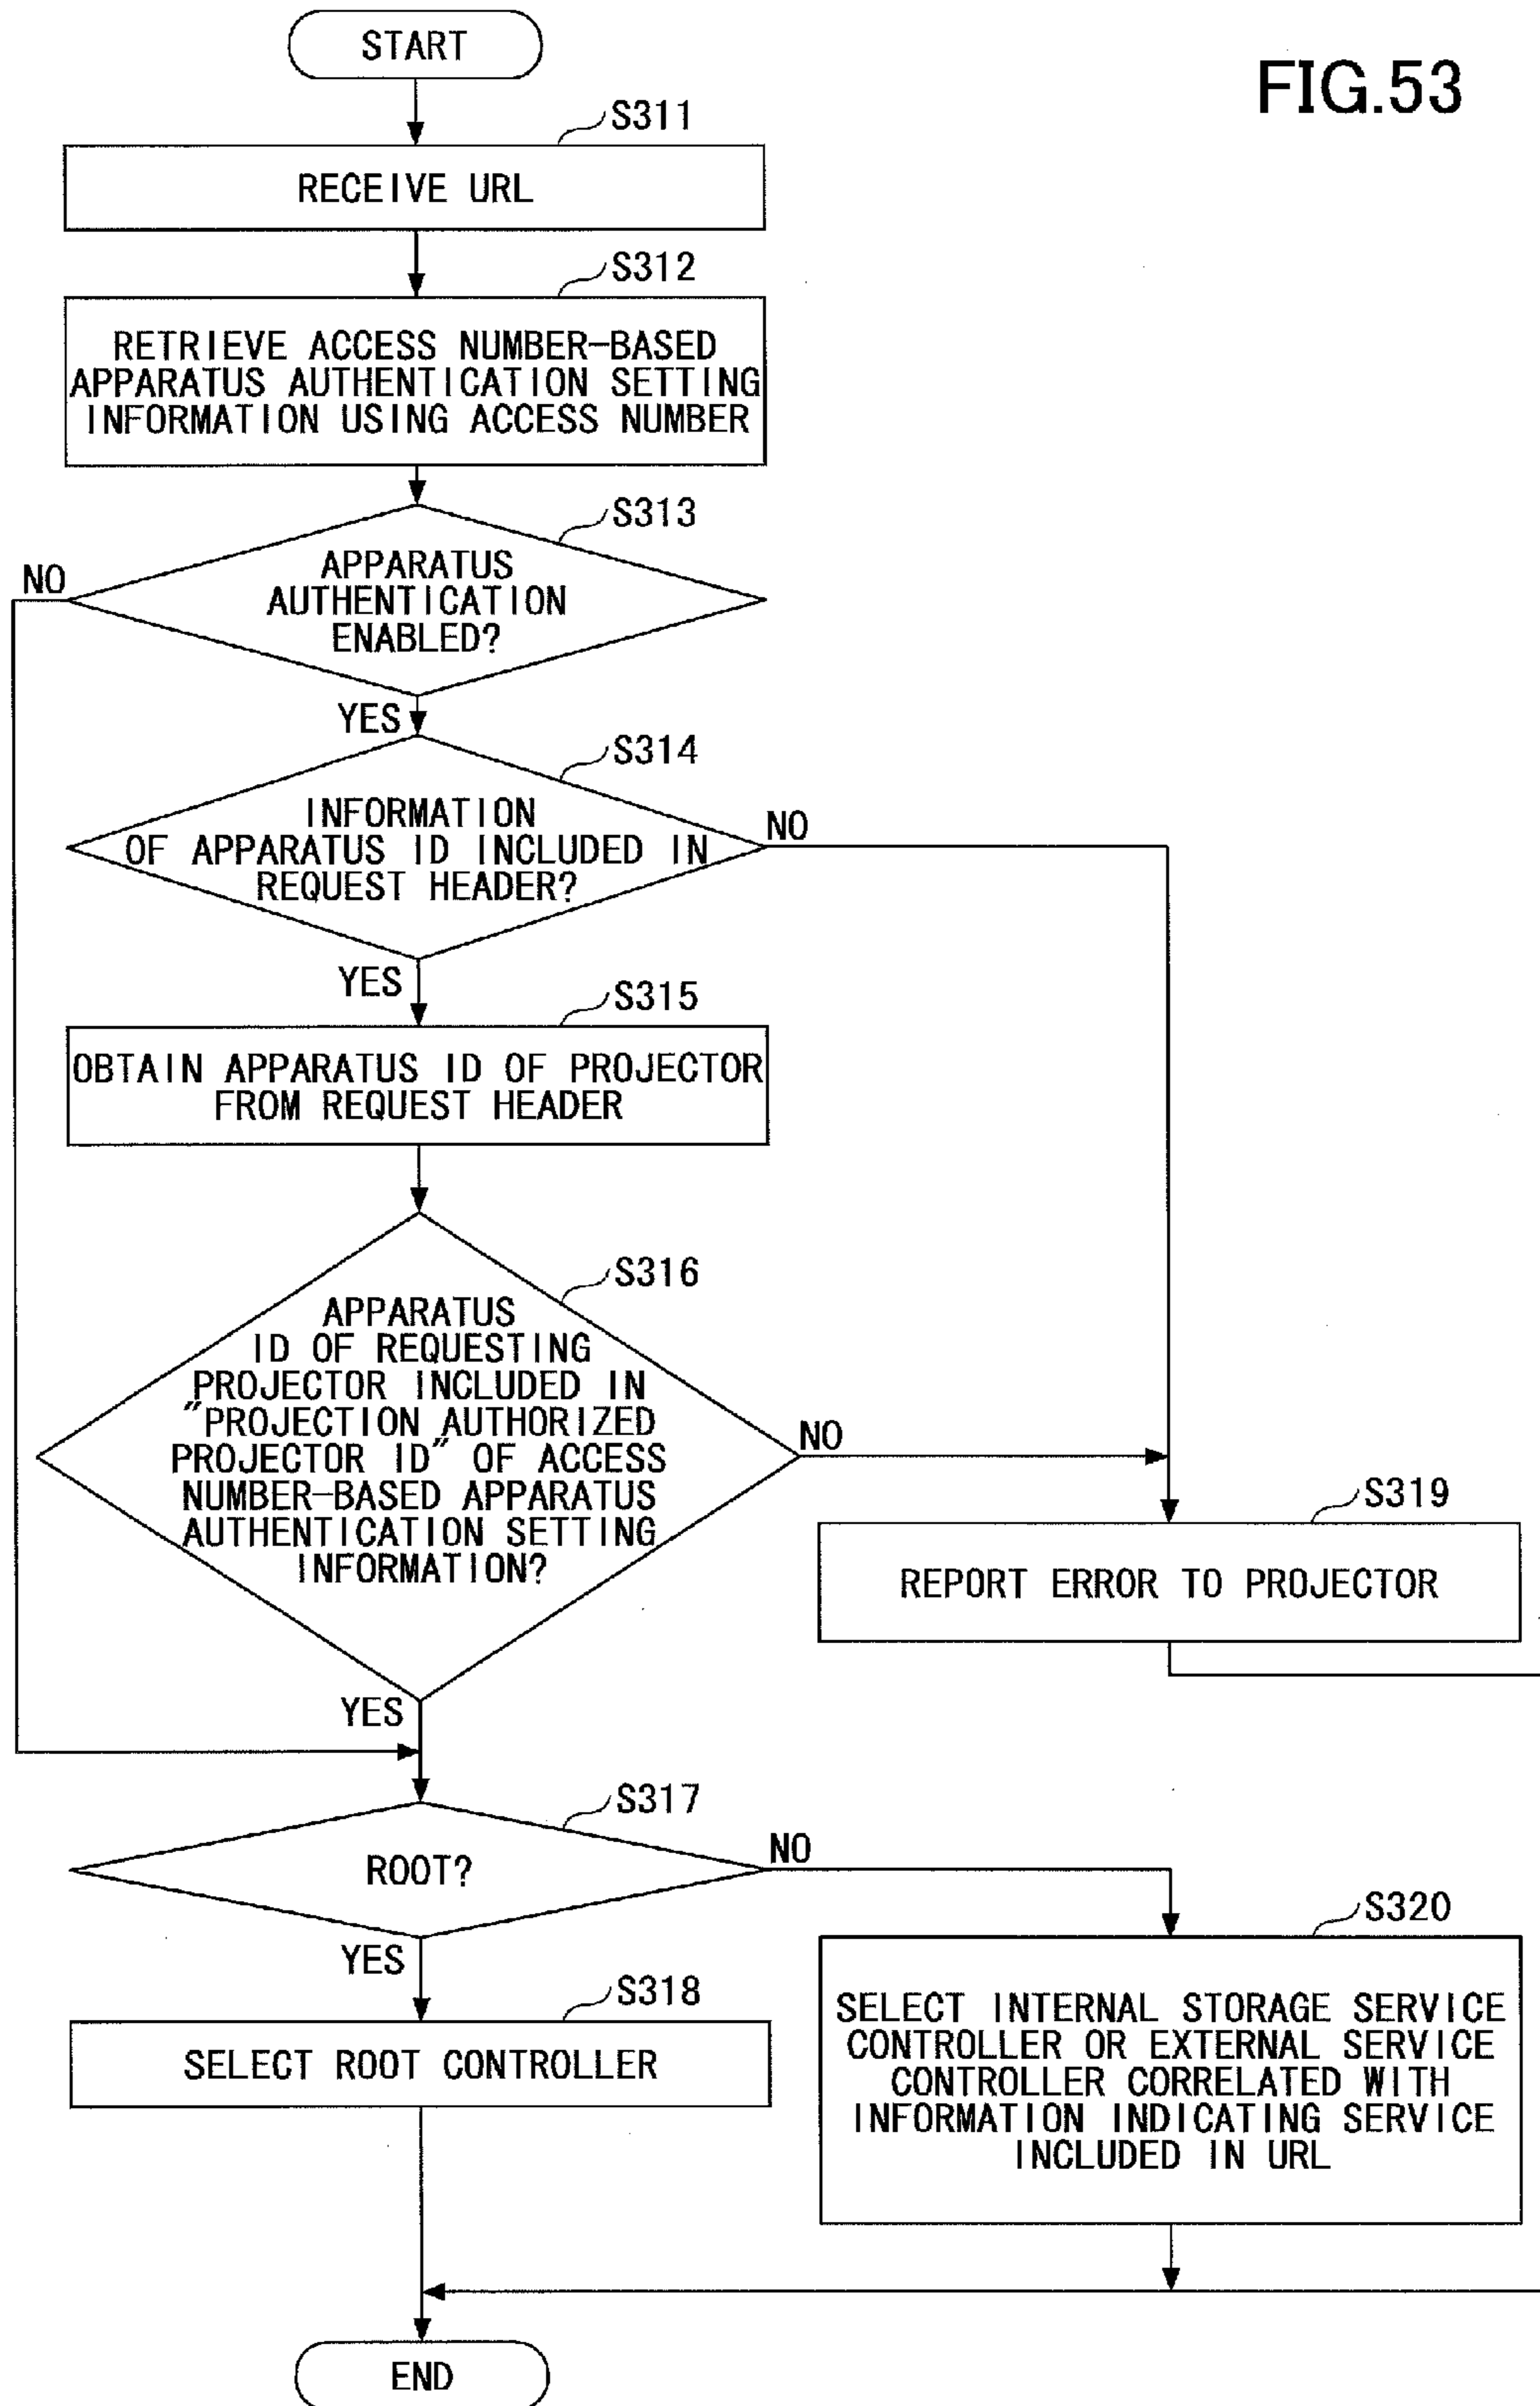 START
FIG.53
S311
RECEIVE URL
S312
RETRIEVE ACCESS NUMBER-BASED
APPARATUS AUTHENTICATION SETTING
INFORMATION USING ACCESS NUMBER
S313
APPARATUS
AUTHENTICATION
ENABLED?
NO
YES
S314
INFORMATION
OF APPARATUS ID INCLUDED IN
REQUEST HEADER?
NO
YES
S315
OBTAIN APPARATUS ID OF PROJECTOR
FROM REQUEST HEADER
S316
APPARATUS
ID OF REQUESTING
PROJECTOR INCLUDED IN
"PROJECTION AUTHORIZED
PROJECTOR ID" OF ACCESS
NUMBER-BASED APPARATUS
AUTHENTICATION SETTING
INFORMATION?
NO
S319
REPORT ERROR TO PROJECTOR
YES
S317
ROOT?
NO
YES
S318
SELECT ROOT CONTROLLER
S320
SELECT INTERNAL STORAGE SERVICE
CONTROLLER OR EXTERNAL SERVICE
CONTROLLER CORRELATED WITH
INFORMATION INDICATING SERVICE
INCLUDED IN URL
END